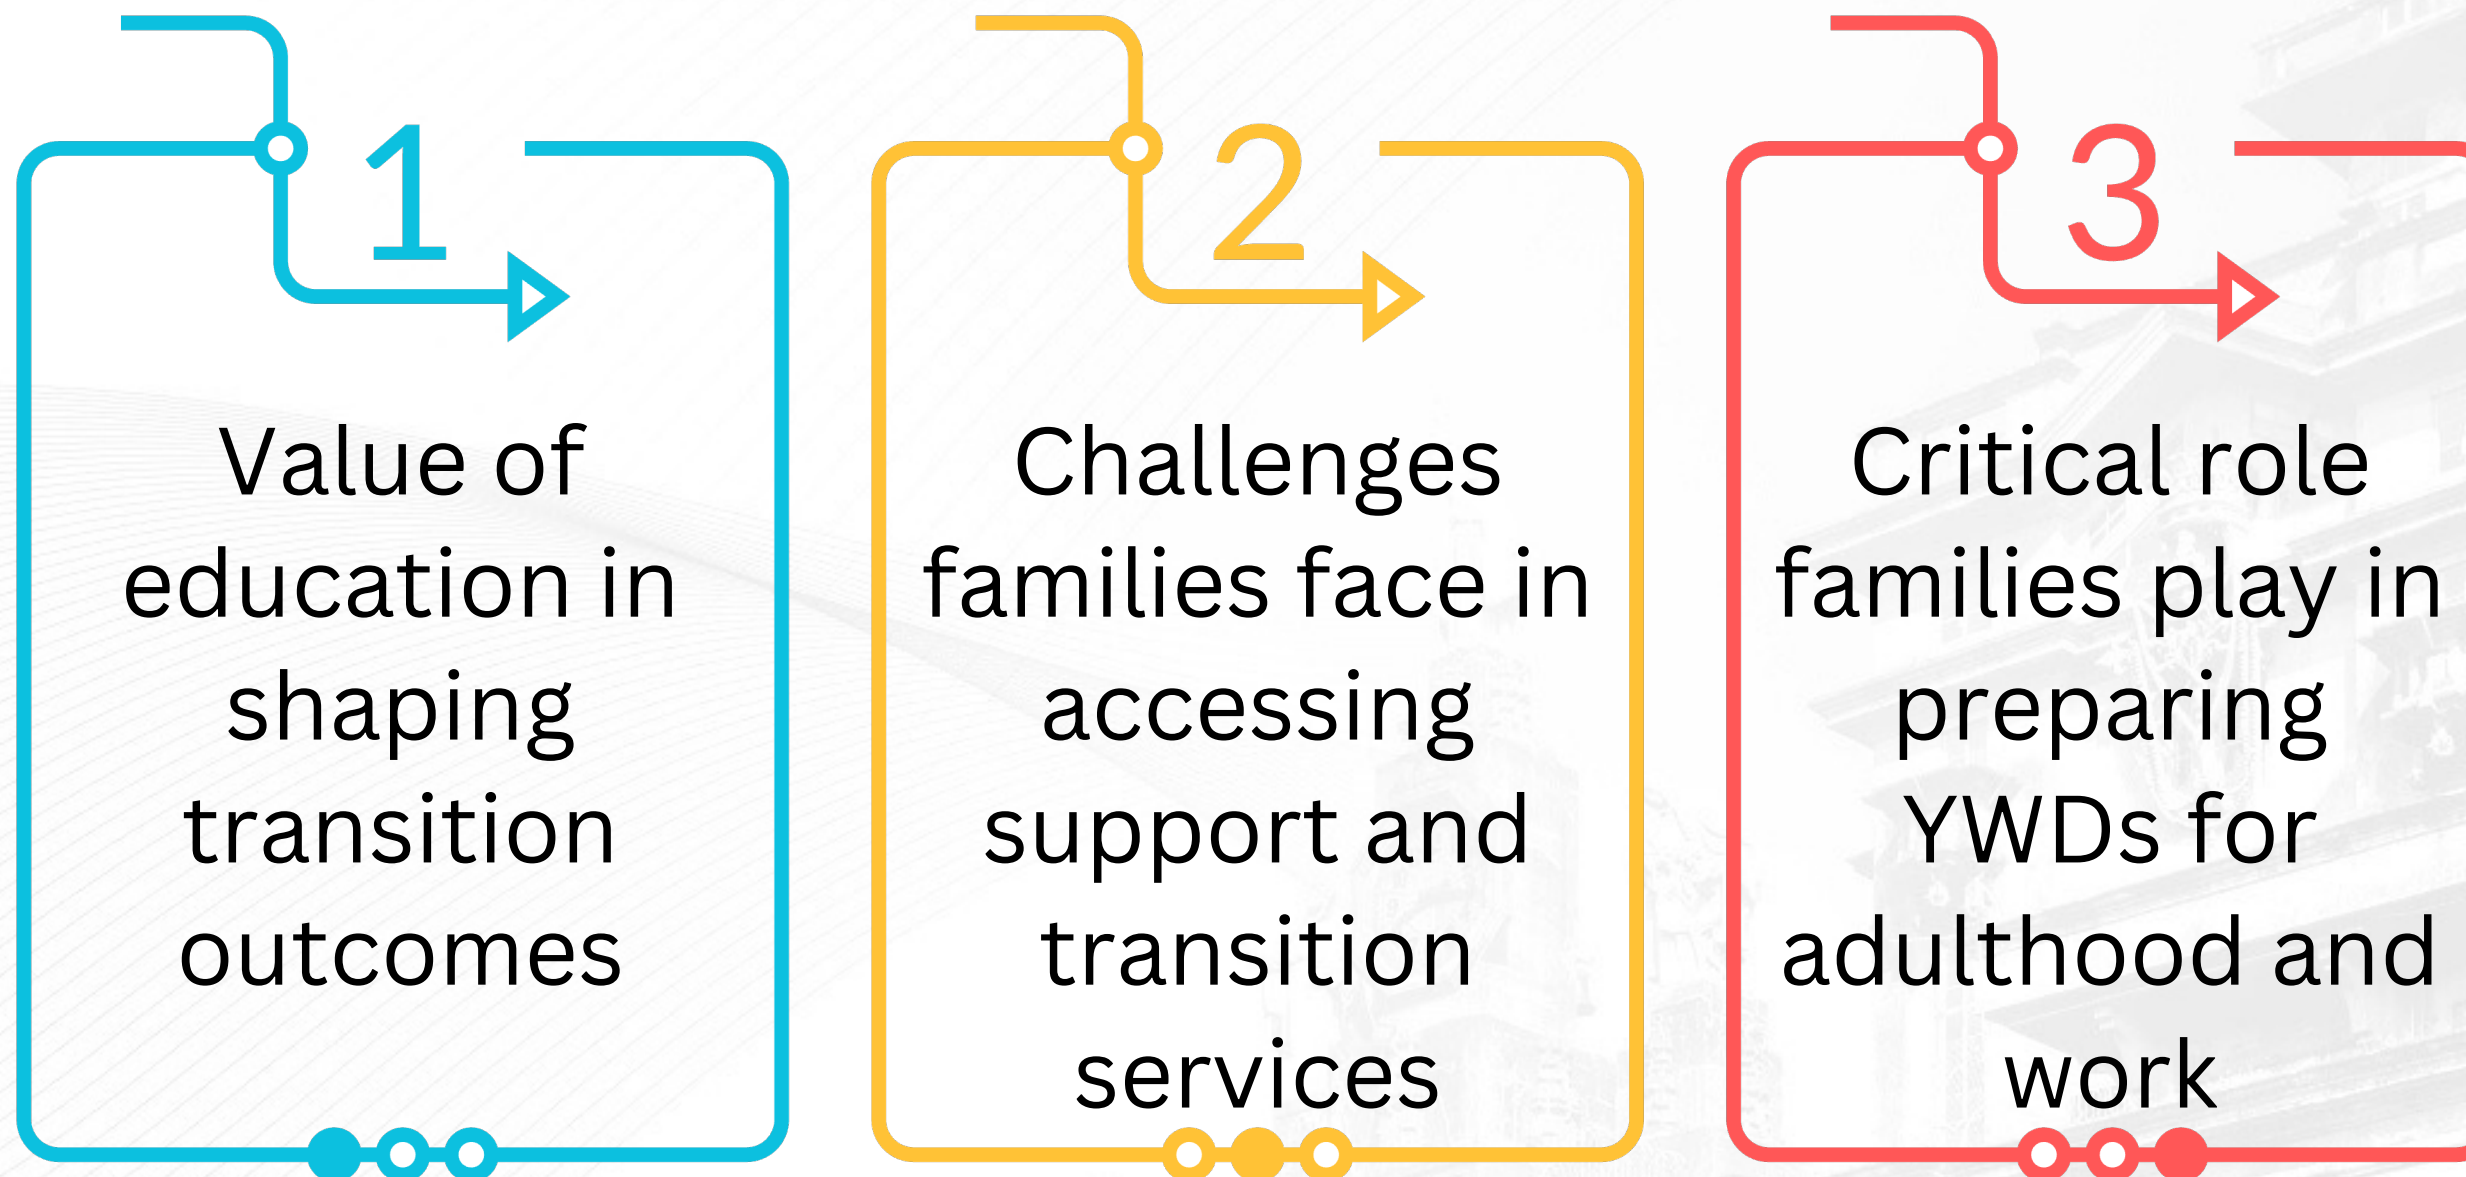 1
Value of
education in
shaping
transition
outcomes
2
Challenges
families face in
accessing
support and
transition
services
3
Critical role
families play in
preparing
YWDs for
adulthood and
work